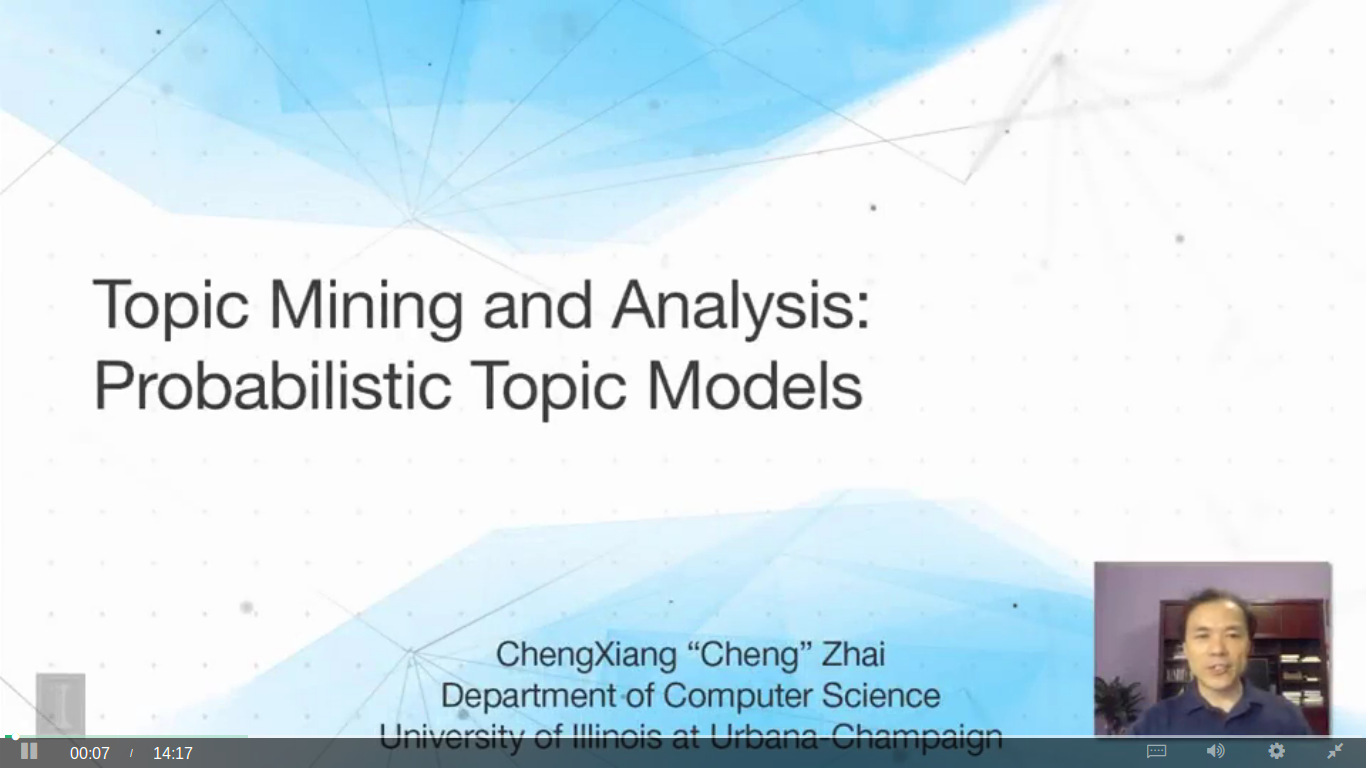 Topic Mining and Analysis:
Probabilistic Topic Models
ChengXiang “Cheng” Zhai
Department of Computer Science
University of Illinois at Urbana-Champaign
I
00:07 / 14:17